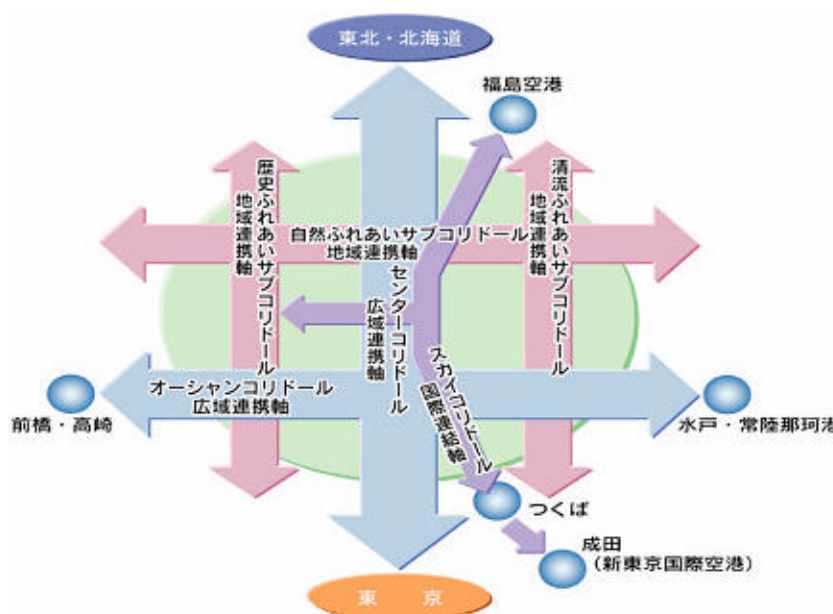 東北・北海道
福島空港
歴史ふれあいサブコリドール
地域連携軸
清流ふれあいサブコリドール
地域連携軸
自然ふれあいサブコリドール
地域連携軸
センターコリドール
広域連携軸
スカイコリドール
国際連結軸
オーシャンコリドール
広域連携軸
前橋・高崎
水戸・常陸那珂港
つくば
成田
（新東京国際空港）
東 京